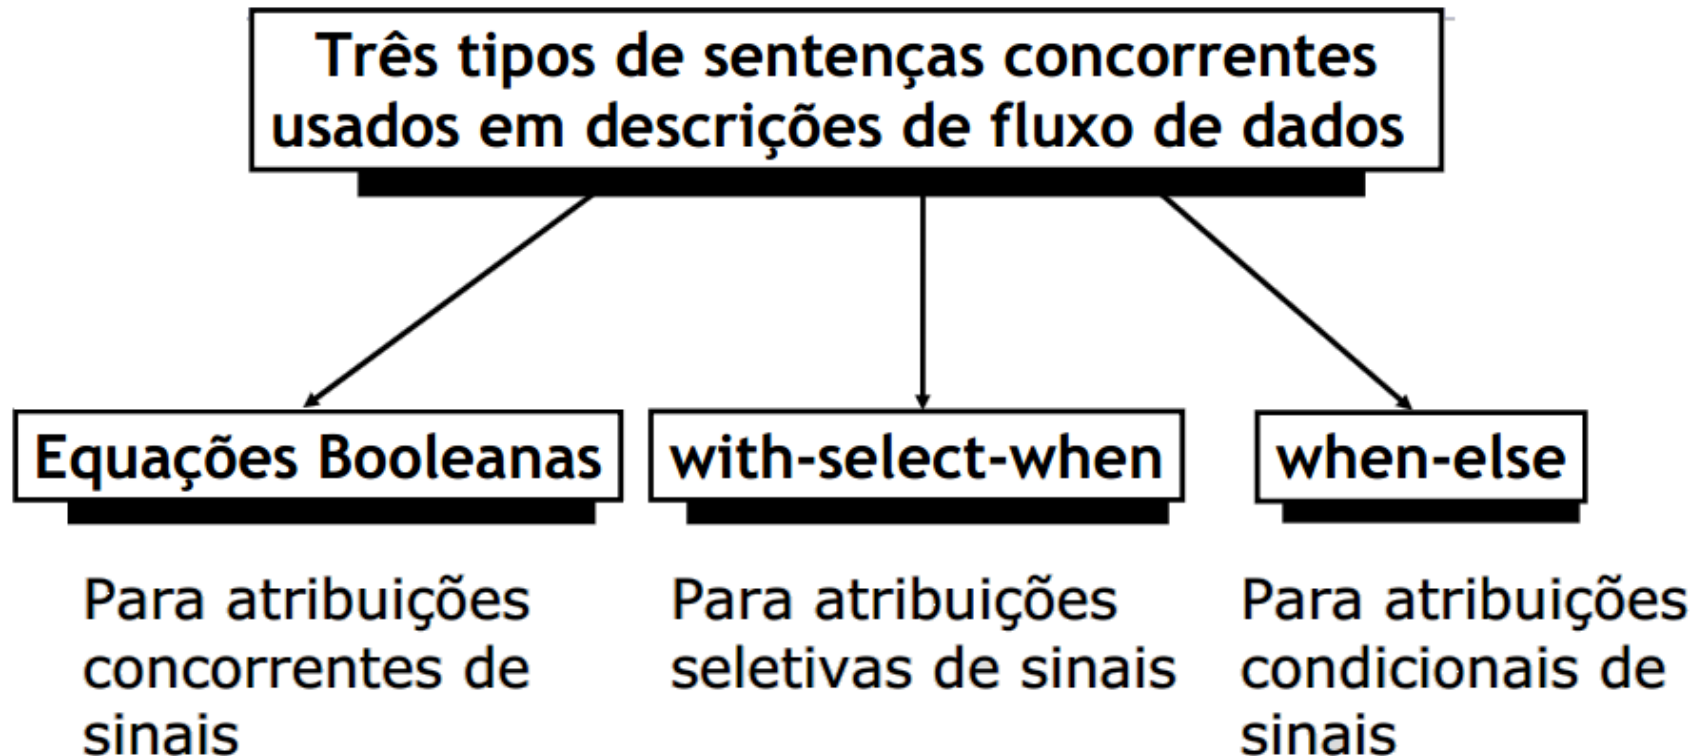 Três tipos de sentenças concorrentes
usados em descrições de fluxo de dados
Equações Booleanas
with-select-when
when-else
Para atribuições
concorrentes de
sinais
Para atribuições
seletivas de sinais
Para atribuições
condicionais de
sinais